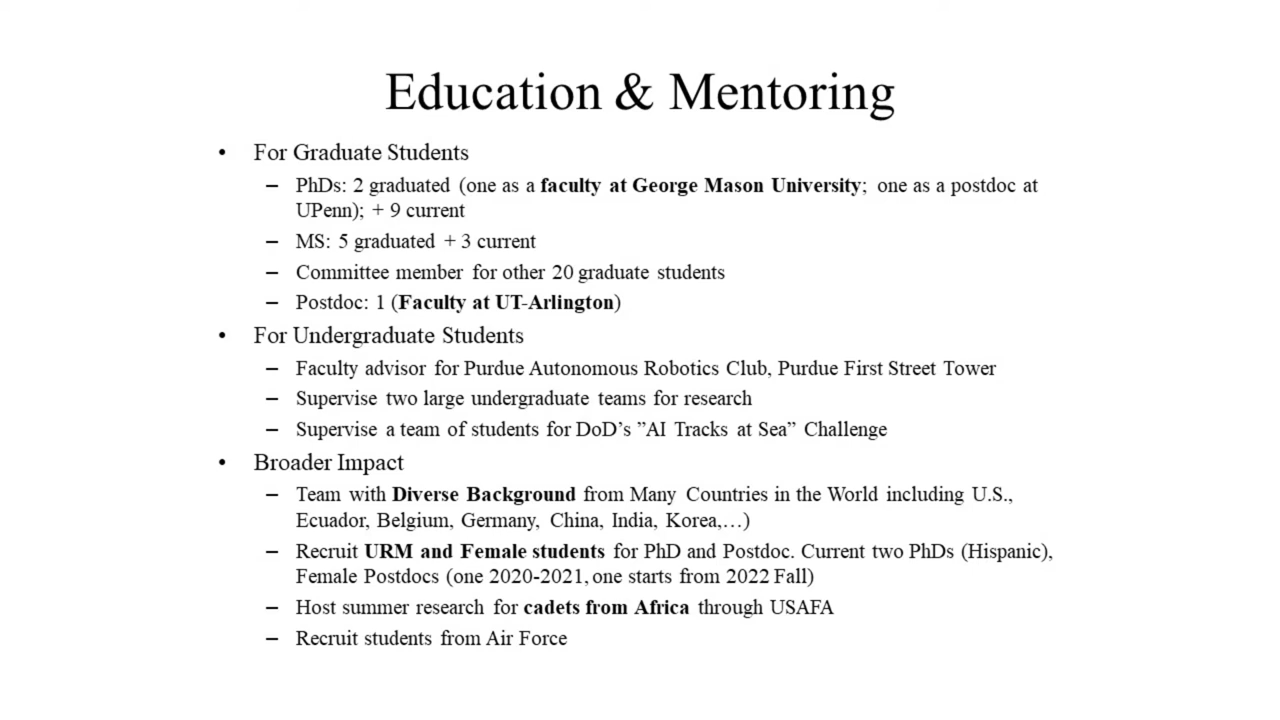 Education & Mentoring
• For Graduate Students
– PhDs: 2 graduated (one as a faculty at George Mason University; one as a postdoc at
UPenn); + 9 current
– MS: 5 graduated + 3 current
– Committee member for other 20 graduate students
– Postdoc: 1 (Faculty at UT-Arlington)
• For Undergraduate Students
– Faculty advisor for Purdue Autonomous Robotics Club, Purdue First Street Tower
– Supervise two large undergraduate teams for research
– Supervise a team of students for DoD’s ”AI Tracks at Sea” Challenge
• Broader Impact
– Team with Diverse Background from Many Countries in the World including U.S.,
Ecuador, Belgium, Germany, China, India, Korea,…)
– Recruit URM and Female students for PhD and Postdoc. Current two PhDs (Hispanic),
Female Postdocs (one 2020-2021, one starts from 2022 Fall)
– Host summer research for cadets from Africa through USAFA
– Recruit students from Air Force